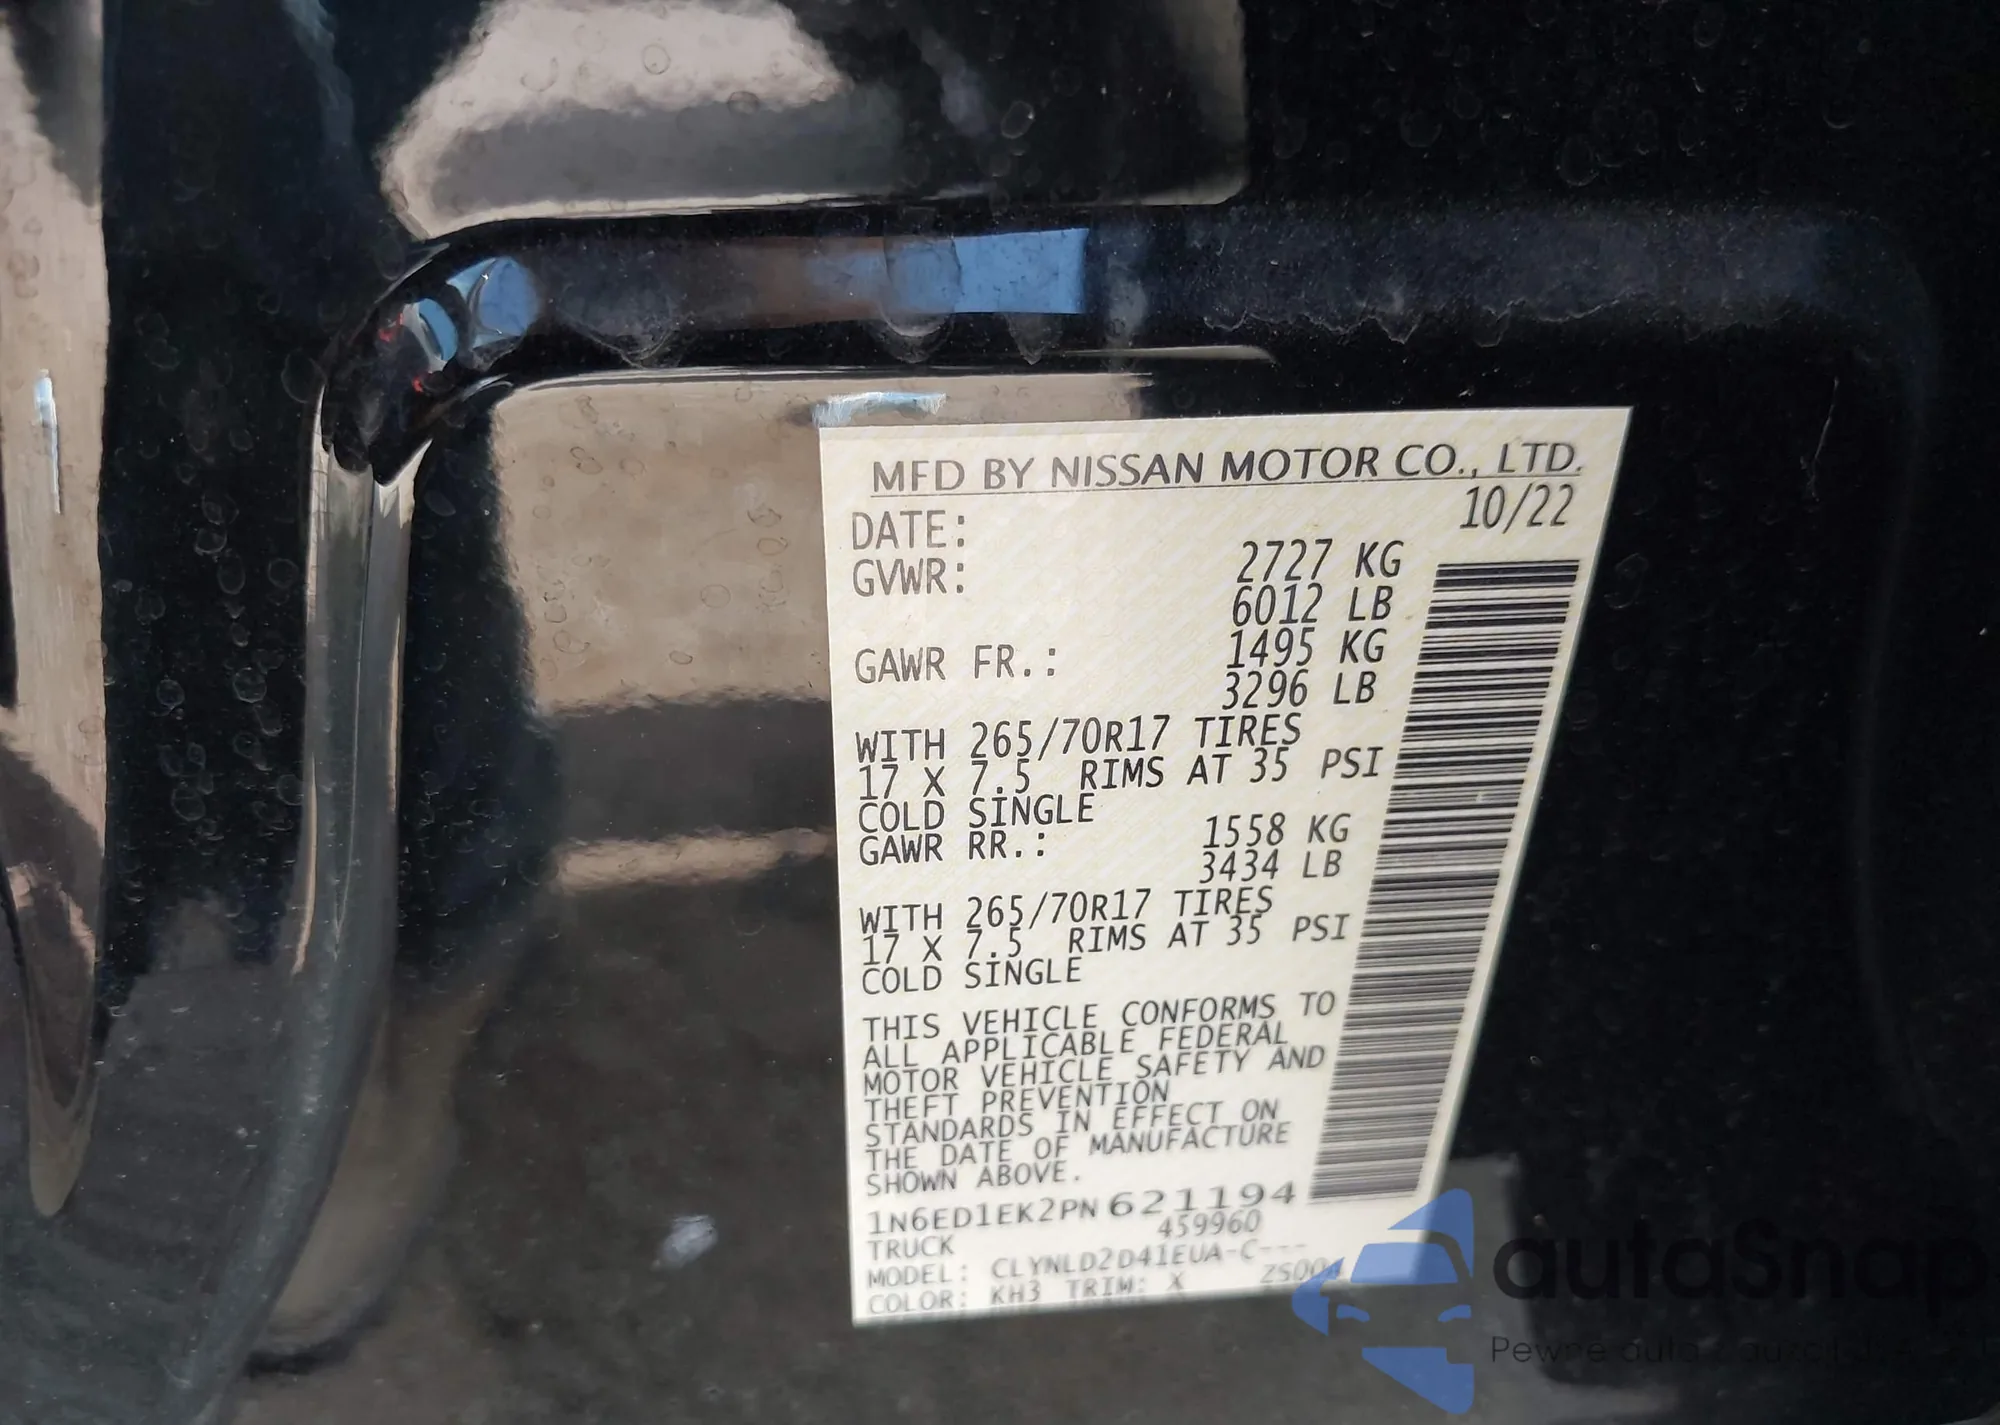 MFD BY NISSAN MOTOR CO., LTD.
DATE: 10/22
GVWR: 2727 KG
6012 LB
GAWR FR.: 1495 KG
3296 LB
WITH 265/70R17 TIRES
17 X 7.5 RIMS AT 35 PSI
COLD SINGLE
GAWR RR.: 1558 KG
3434 LB
WITH 265/70R17 TIRES
17 X 7.5 RIMS AT 35 PSI
COLD SINGLE
THIS VEHICLE CONFORMS TO
ALL APPLICABLE FEDERAL
MOTOR VEHICLE SAFETY AND
THEFT PREVENTION
STANDARDS IN EFFECT ON
THE DATE OF MANUFACTURE
SHOWN ABOVE.
1N6ED1EK2PN621194
TRUCK 459960
MODEL: CLYNLD2D41EUA-C---
COLOR: KH3 TRIM: X
autaSnap
Pewne auta